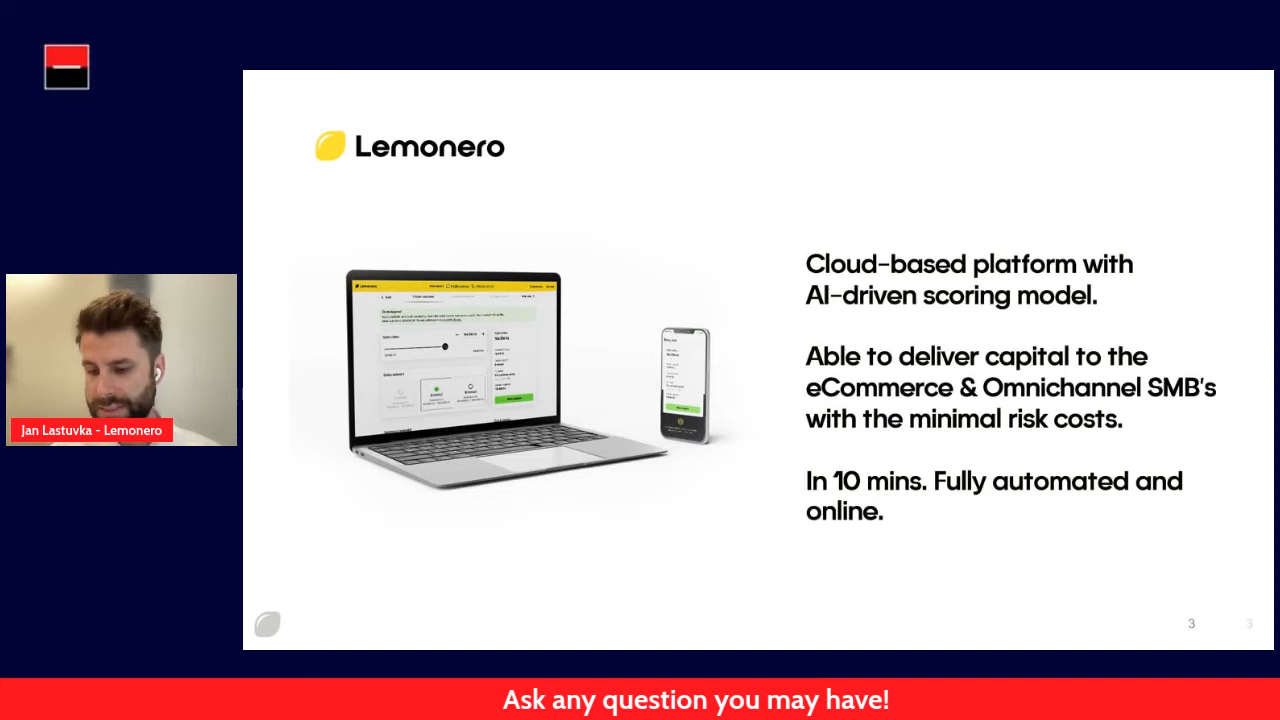 Lemonero
Cloud-based platform with
AI-driven scoring model.
Able to deliver capital to the
eCommerce & Omnichannel SMB's
with the minimal risk costs.
In 10 mins. Fully automated and
online.
Jan Lastuvka - Lemonero
3
3
Ask any question you may have!